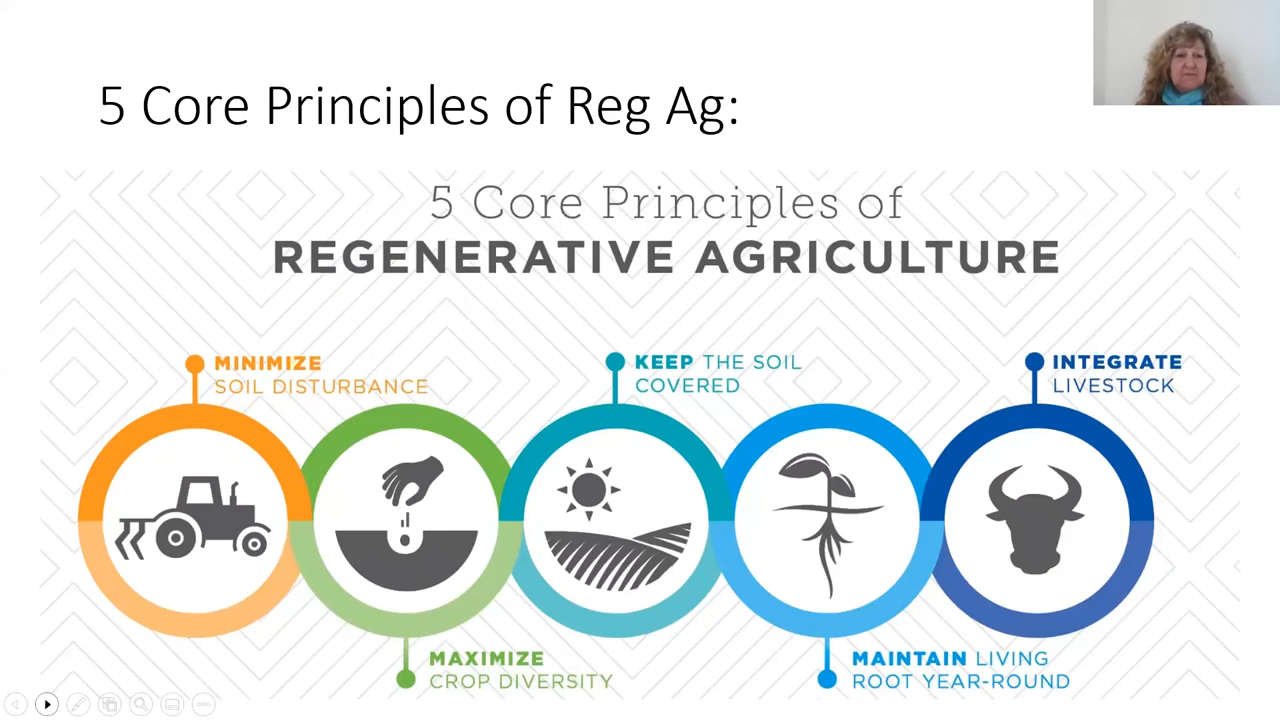 5 Core Principles of Reg Ag:
5 Core Principles of
REGENERATIVE AGRICULTURE
MINIMIZE
SOIL DISTURBANCE
MAXIMIZE
CROP DIVERSITY
KEEP THE SOIL
COVERED
MAINTAIN LIVING
ROOT YEAR-ROUND
INTEGRATE
LIVESTOCK